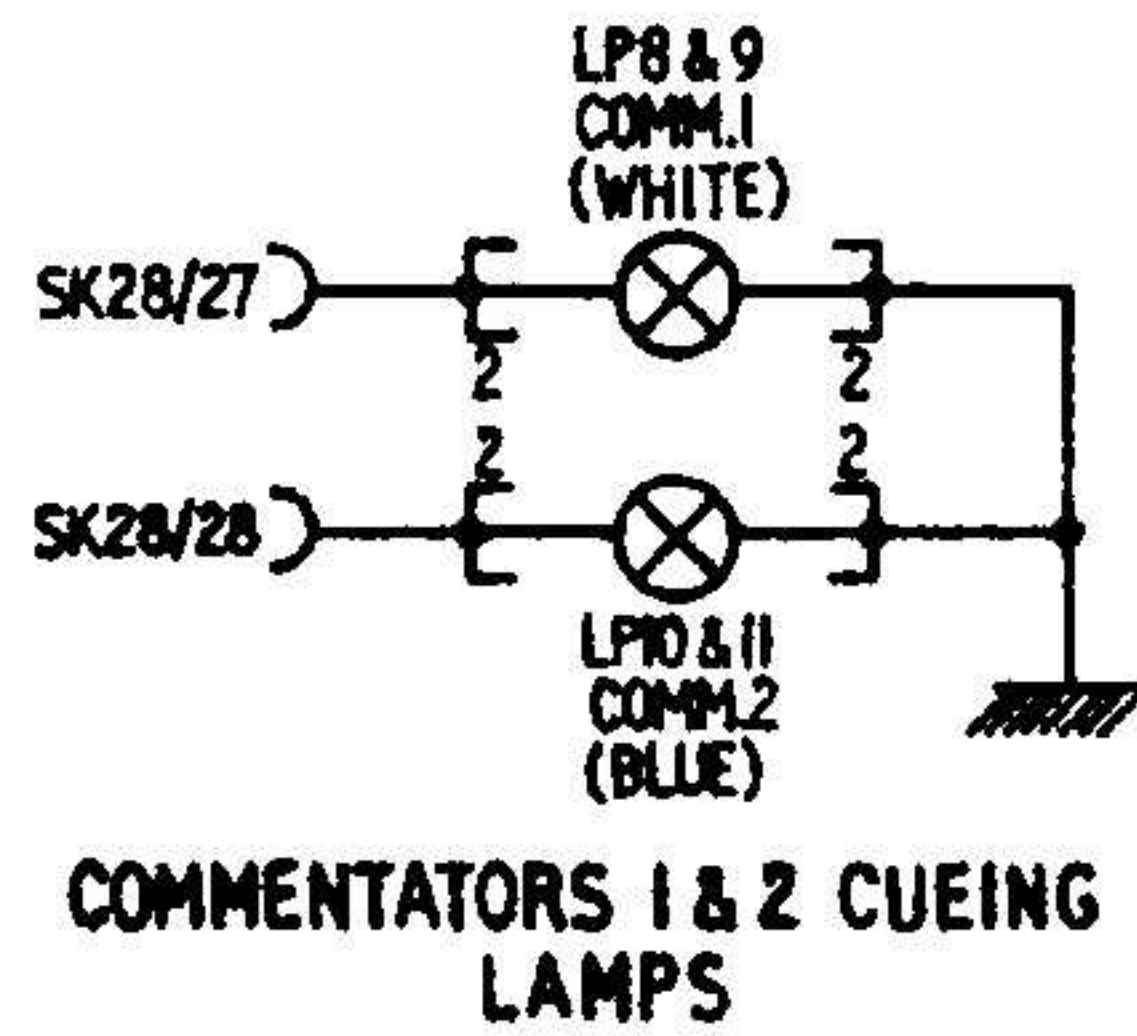 LP8 & 9
COMM.1
(WHITE)
SK28/27
2
2
2
2
SK28/28
LP10 & 11
COMM.2
(BLUE)
COMMENTATORS 1 & 2 CUEING
LAMPS